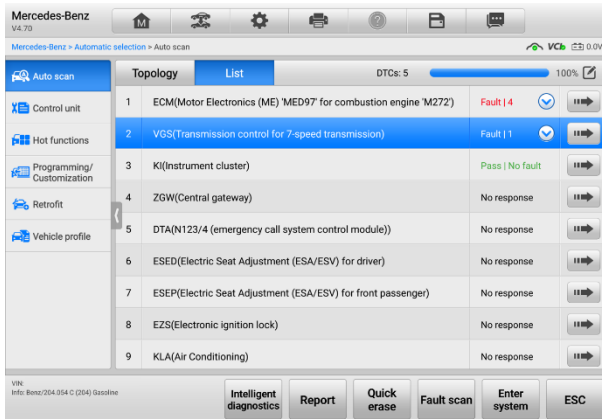 Mercedes-Benz
V4.70
Mercedes-Benz > Automatic selection > Auto scan
VCI
0.0V
Auto scan
Control unit
Hot functions
Programming/
Customization
Retrofit
Vehicle profile
Topology
List
DTCs: 5
100%
1 ECM(Motor Electronics (ME) 'MED97' for combustion engine 'M272') Fault | 4
2 VGS(Transmission control for 7-speed transmission) Fault | 1
3 KI(Instrument cluster) Pass | No fault
4 ZGW(Central gateway) No response
5 DTA(N123/4 (emergency call system control module)) No response
6 ESED(Electric Seat Adjustment (ESA/ESV) for driver) No response
7 ESEP(Electric Seat Adjustment (ESA/ESV) for front passenger) No response
8 EZS(Electronic ignition lock) No response
9 KLA(Air Conditioning) No response
VIN:
Info: Benz/204.054 C (204) Gasoline
Intelligent
diagnostics
Report
Quick
erase
Fault scan
Enter
system
ESC